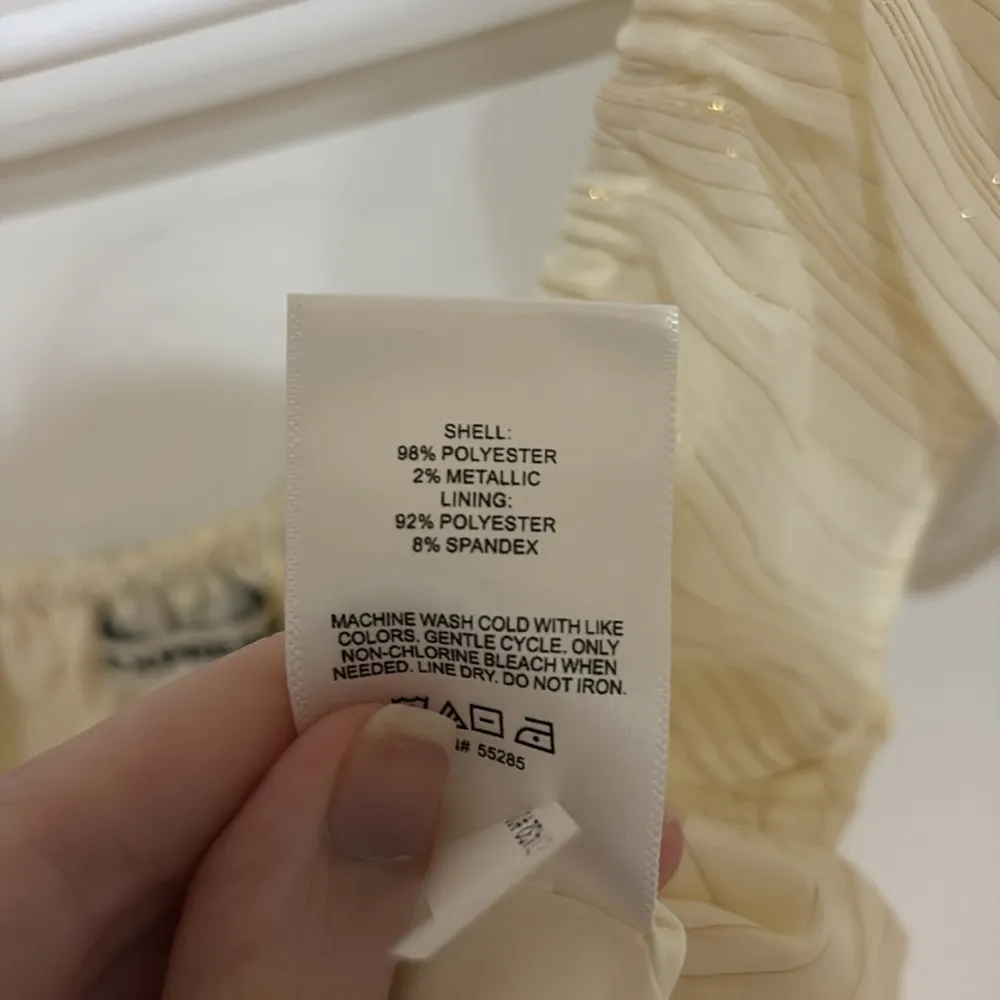 SHELL:
98% POLYESTER
2% METALLIC
LINING:
92% POLYESTER
8% SPANDEX
MACHINE WASH COLD WITH LIKE
COLORS. GENTLE CYCLE. ONLY
NON-CHLORINE BLEACH WHEN
NEEDED. LINE DRY. DO NOT IRON.
55285